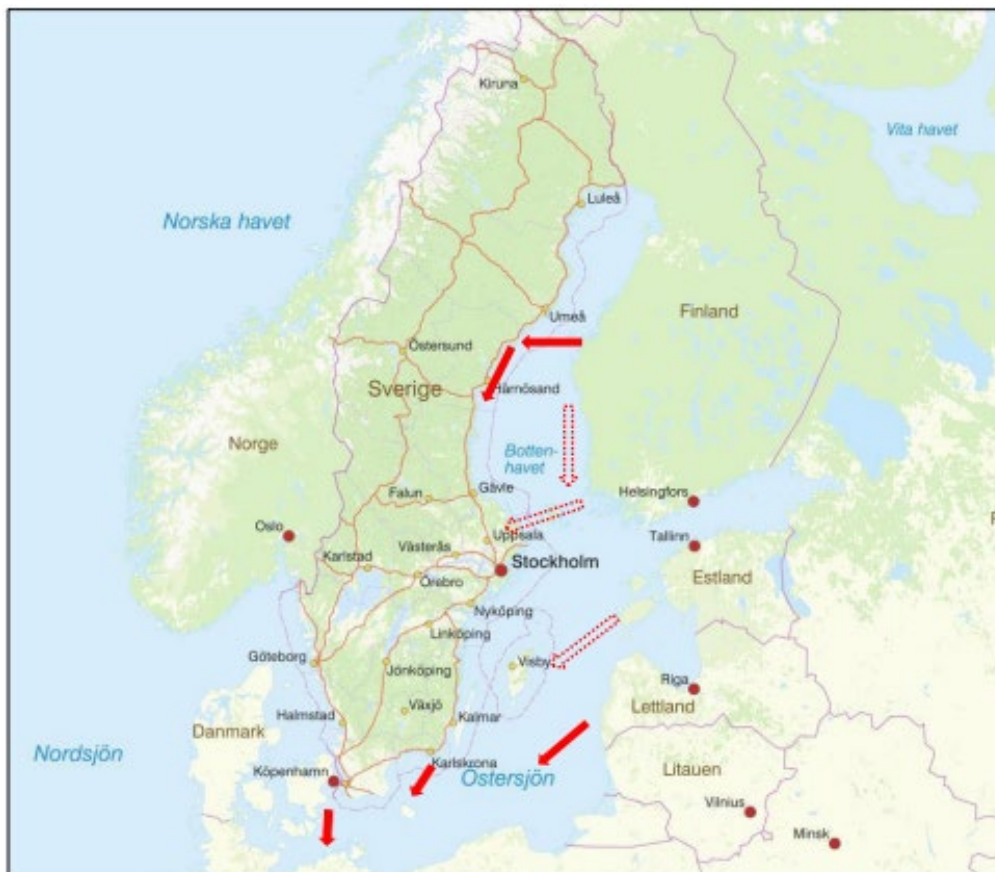 Kiruna
Vita havet
Luleå
Norska havet
Finland
Umeå
Östersund
Sverige
Härnösand
Norge
Botten-
havet
Falun
Gävle
Helsingfors
Oslo
Uppsala
Tallinn
Västerås
Karlstad
Stockholm
Estland
Örebro
Nyköping
Linköping
Göteborg
Visby
Jönköping
Riga
Växjö
Lettland
Halmstad
Kalmar
Danmark
Nordsjön
Karlskrona
Köpenhamn
Östersjön
Litauen
Vilnius
Minsk